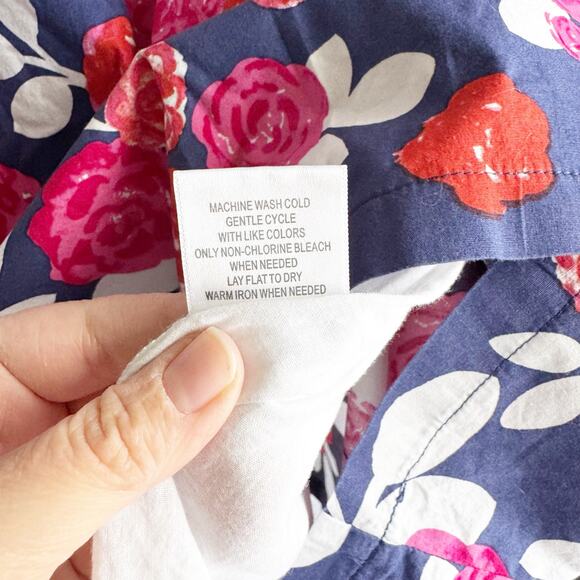 MACHINE WASH COLD
GENTLE CYCLE
WITH LIKE COLORS
ONLY NON-CHLORINE BLEACH
WHEN NEEDED
LAY FLAT TO DRY
WARM IRON WHEN NEEDED